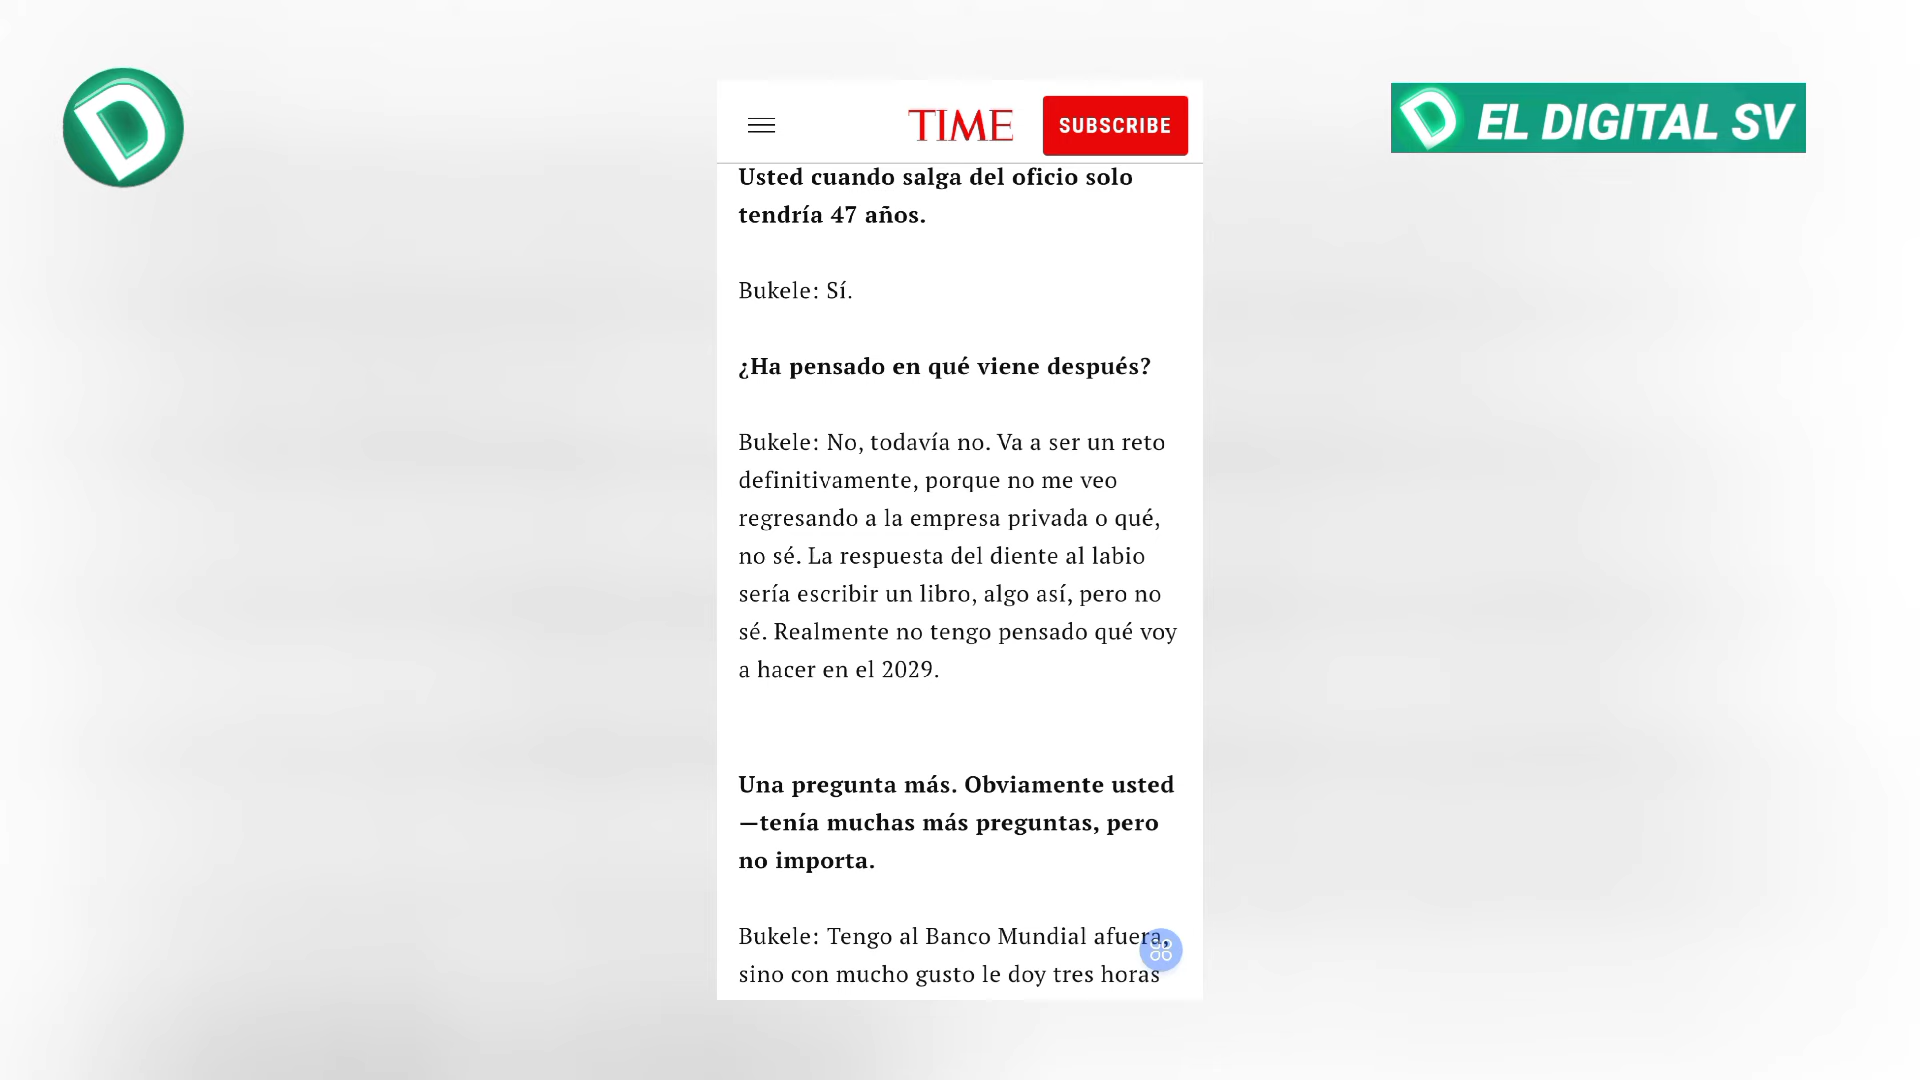 D
TIME
SUBSCRIBE
D EL DIGITAL SV
Usted cuando salga del oficio solo
tendría 47 años.
Bukele: Sí.
¿Ha pensado en qué viene después?
Bukele: No, todavía no. Va a ser un reto
definitivamente, porque no me veo
regresando a la empresa privada o qué,
no sé. La respuesta del diente al labio
sería escribir un libro, algo así, pero no
sé. Realmente no tengo pensado qué voy
a hacer en el 2029.
Una pregunta más. Obviamente usted
—tenía muchas más preguntas, pero
no importa.
Bukele: Tengo al Banco Mundial afuera,
sino con mucho gusto le doy tres horas